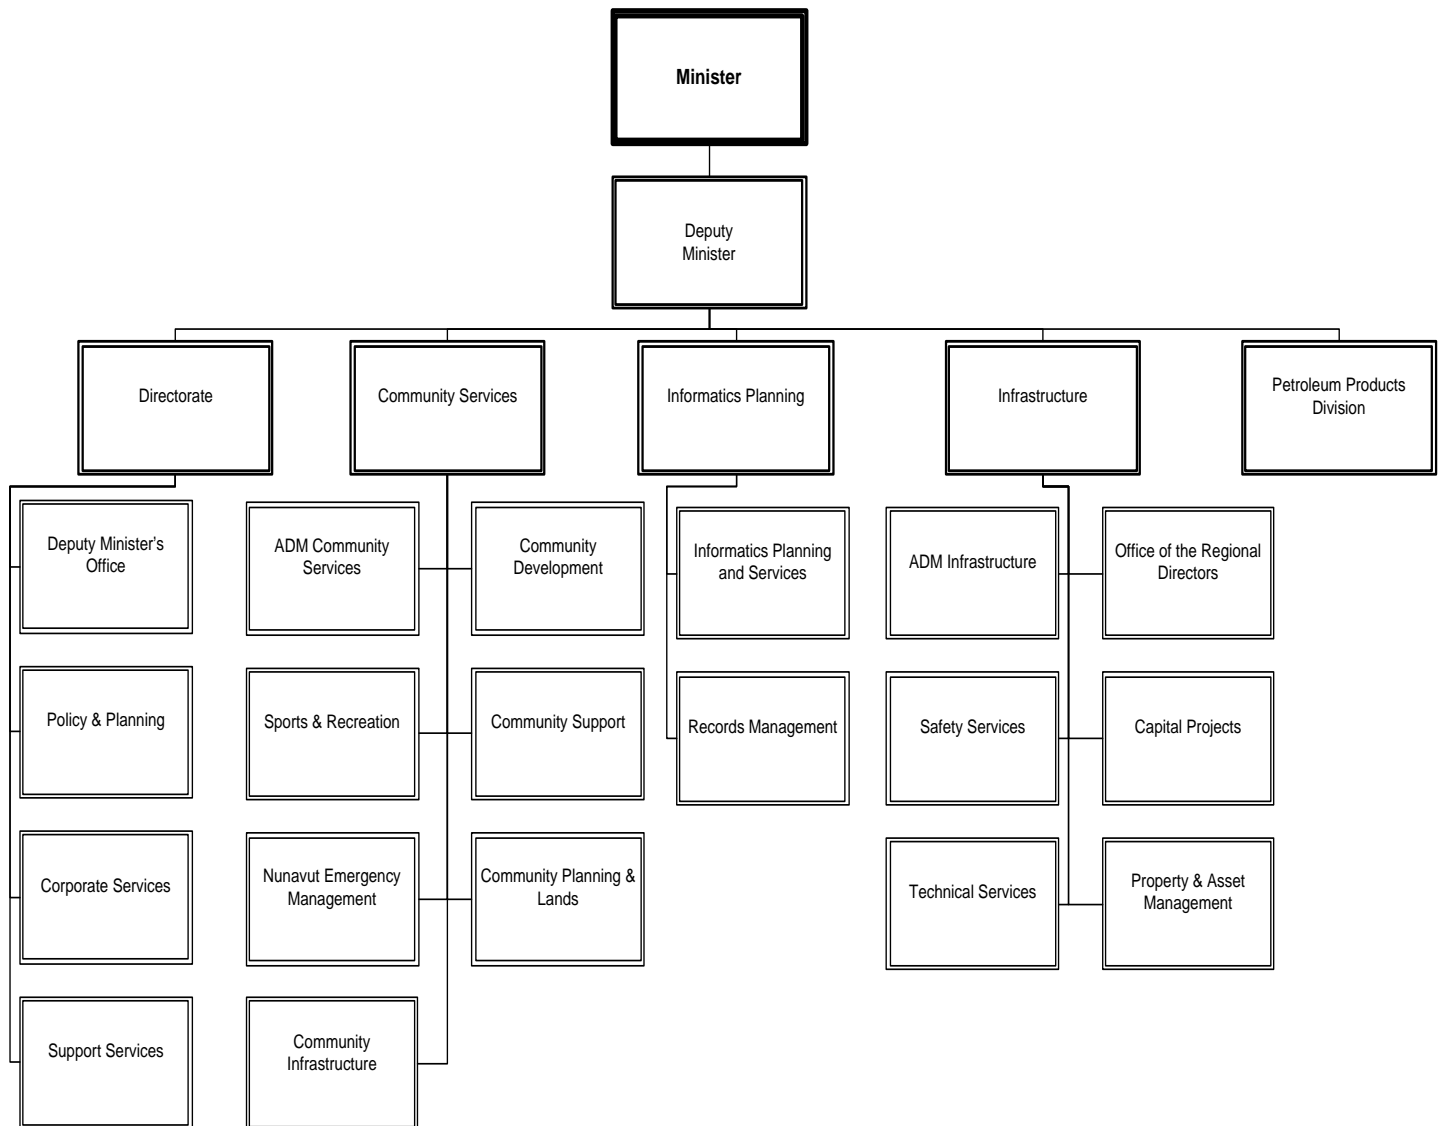 Minister
Deputy
Minister
Directorate
Community Services
Informatics Planning
Infrastructure
Petroleum Products
Division
Deputy Minister's
Office
ADM Community
Services
Community
Development
Informatics Planning
and Services
ADM Infrastructure
Office of the Regional
Directors
Policy & Planning
Sports & Recreation
Community Support
Records Management
Safety Services
Capital Projects
Corporate Services
Nunavut Emergency
Management
Community Planning &
Lands
Technical Services
Property & Asset
Management
Support Services
Community
Infrastructure